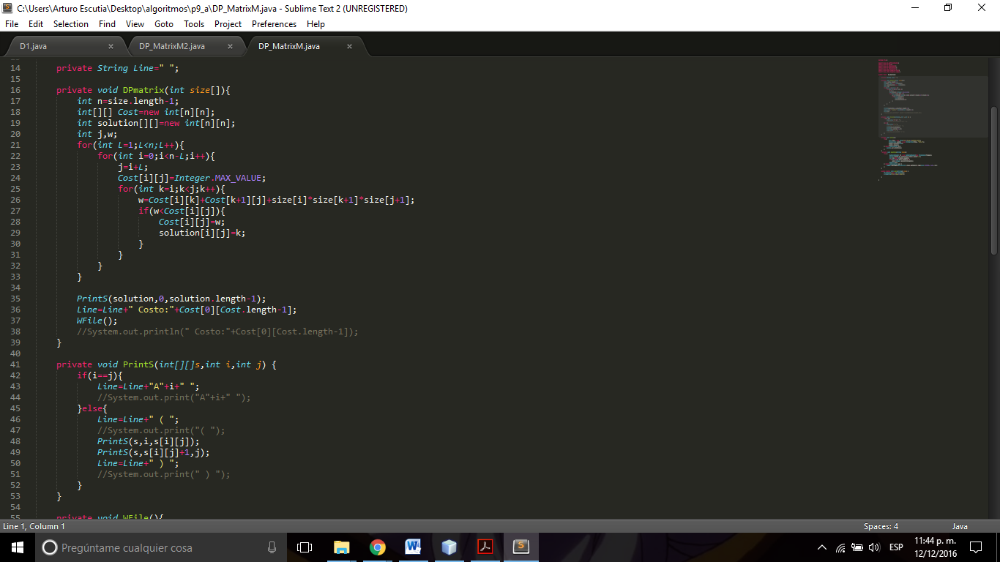 C:\Users\Arturo Escutia\Desktop\algoritmos\p9_a\DP_MatrixM.java - Sublime Text 2 (UNREGISTERED)
File Edit Selection Find View Goto Tools Project Preferences Help
D1.java × DP_MatrixM2.java × DP_MatrixM.java ×
14 private String Line=" ";
15
16 private void DPmatrix(int size[]){
17 int n=size.length-1;
18 int[][] Cost=new int[n][n];
19 int solution[][]=new int[n][n];
20 int j,w;
21 for(int L=1;L<n;L++){
22 for(int i=0;i<n-L;i++){
23 j=i+L;
24 Cost[i][j]=Integer.MAX_VALUE;
25 for(int k=i;k<j;k++){
26 w=Cost[i][k]+Cost[k+1][j]+size[i]*size[k+1]*size[j+1];
27 if(w<Cost[i][j]){
28 Cost[i][j]=w;
29 solution[i][j]=k;
30 }
31 }
32 }
33 }
34
35 PrintS(solution,0,solution.length-1);
36 Line=Line+" Costo:"+Cost[0][Cost.length-1];
37 WFile();
38 //System.out.println(" Costo:"+Cost[0][Cost.length-1]);
39 }
40
41 private void PrintS(int[][]s,int i,int j) {
42 if(i==j){
43 Line=Line+"A"+i+" ";
44 //System.out.print("A"+i+" ");
45 }else{
46 Line=Line+" ( ";
47 //System.out.print("( ");
48 PrintS(s,i,s[i][j]);
49 PrintS(s,s[i][j]+1,j);
50 Line=Line+" ) ";
51 //System.out.print(" ) ");
52 }
53 }
54
55 private void WFile(){
Line 1, Column 1 Spaces: 4 Java
Pregúntame cualquier cosa ESP 11:44 p. m.
12/12/2016